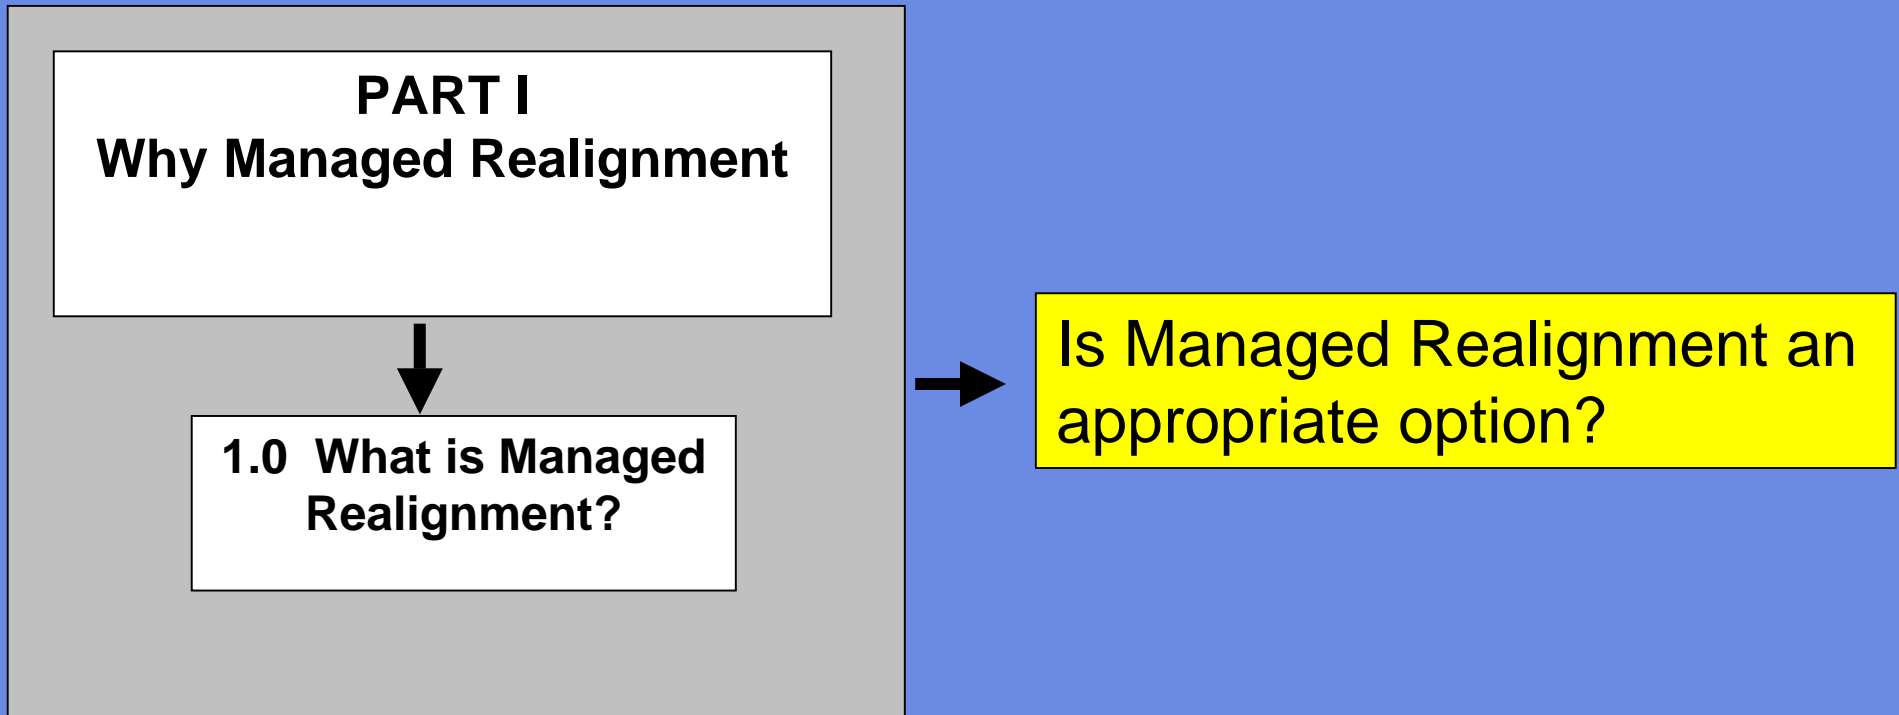 PART I
Why Managed Realignment
1.0 What is Managed
Realignment?
Is Managed Realignment an
appropriate option?